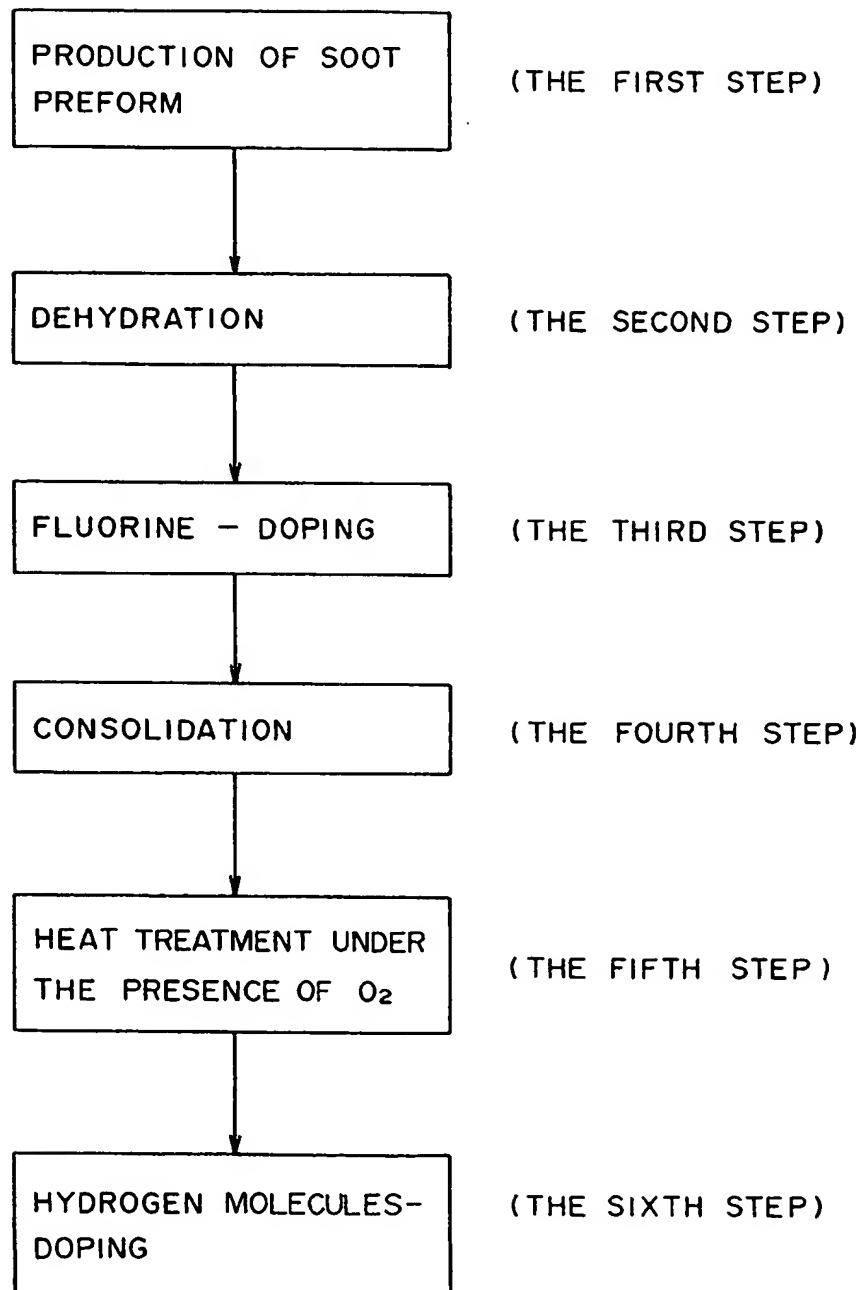 PRODUCTION OF SOOT
PREFORM
(THE FIRST STEP)
DEHYDRATION
(THE SECOND STEP)
FLUORINE - DOPING
(THE THIRD STEP)
CONSOLIDATION
(THE FOURTH STEP)
HEAT TREATMENT UNDER
THE PRESENCE OF O2
(THE FIFTH STEP)
HYDROGEN MOLECULES-
DOPING
(THE SIXTH STEP)